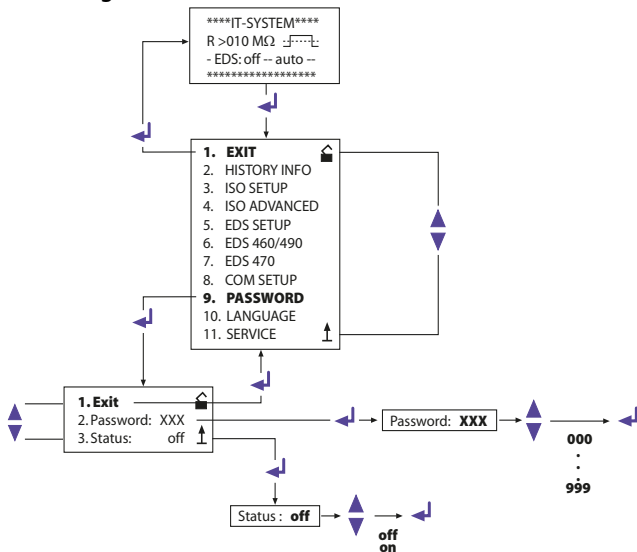 ****IT-SYSTEM****
R >010 MΩ
- EDS: off -- auto --
******************
1. EXIT
2. HISTORY INFO
3. ISO SETUP
4. ISO ADVANCED
5. EDS SETUP
6. EDS 460/490
7. EDS 470
8. COM SETUP
9. PASSWORD
10. LANGUAGE
11. SERVICE
1. Exit
2. Password: XXX
3. Status: off
Password: XXX
000
.
.
.
999
Status : off
off
on